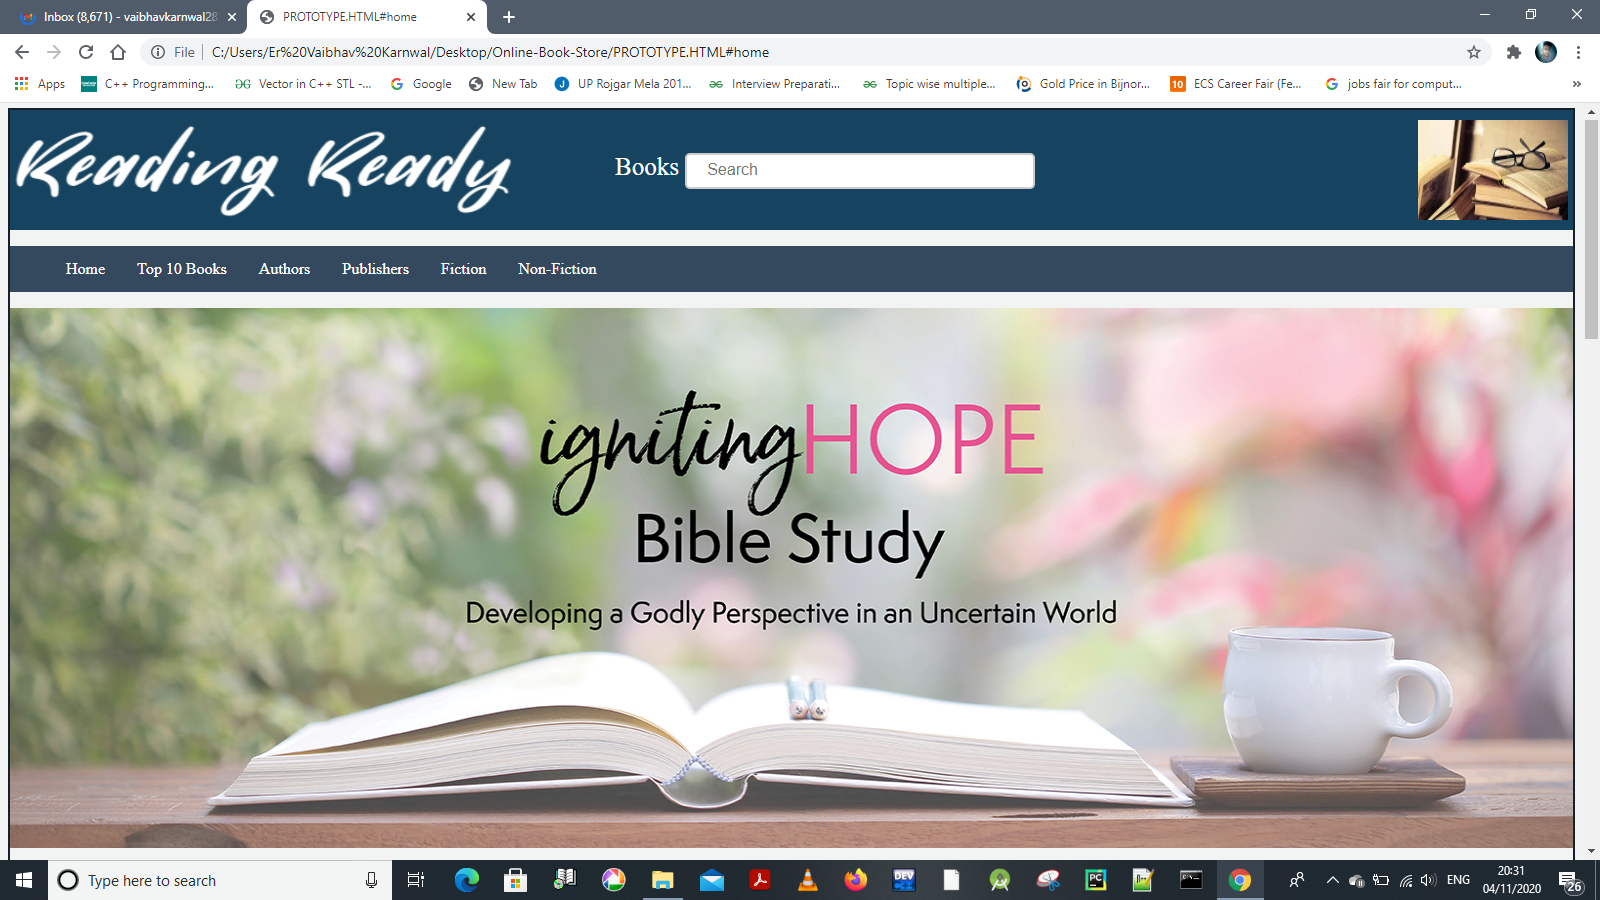 Inbox (8,671) - vaibhavkarnwal28
PROTOTYPE.HTML#home
File
C:/Users/Er%20Vaibhav%20Karnwal/Desktop/Online-Book-Store/PROTOTYPE.HTML#home
Apps
C++ Programming...
Vector in C++ STL -...
Google
New Tab
UP Rojgar Mela 201...
Interview Preparati...
Topic wise multiple...
Gold Price in Bijnor...
10
ECS Career Fair (Fe...
jobs fair for comput...
»
Reading Ready
Books
Search
Home
Top 10 Books
Authors
Publishers
Fiction
Non-Fiction
ignitingHOPE
Bible Study
Developing a Godly Perspective in an Uncertain World
Type here to search
DEV
PC
ENG
20:31
04/11/2020
26